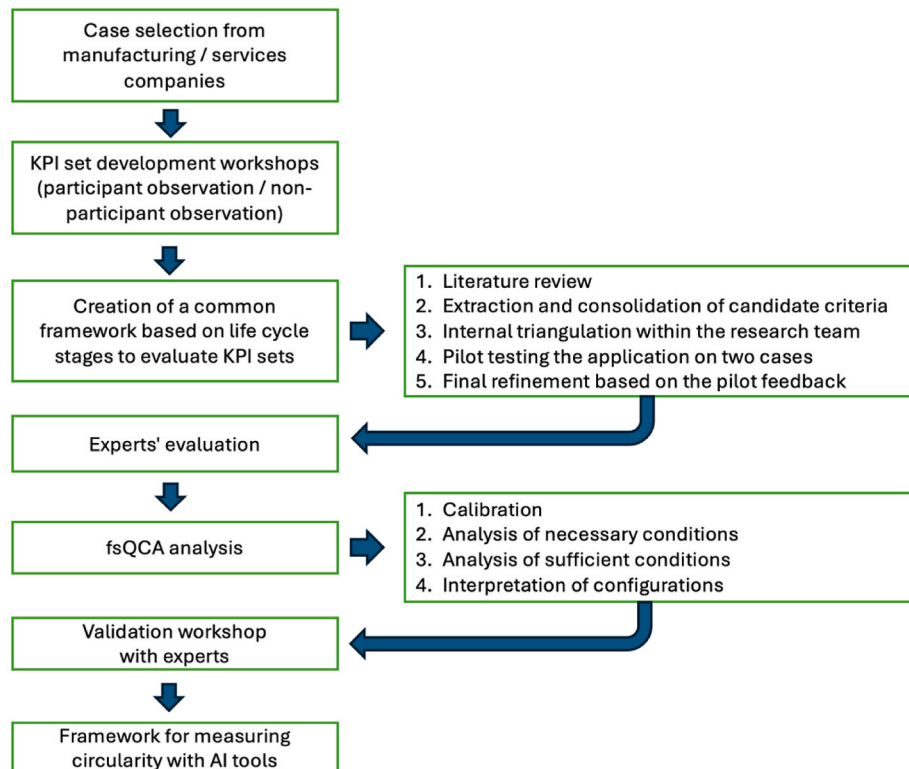 Case selection from
manufacturing / services
companies
KPI set development workshops
(participant observation / non-
participant observation)
Creation of a common
framework based on life cycle
stages to evaluate KPI sets
1. Literature review
2. Extraction and consolidation of candidate criteria
3. Internal triangulation within the research team
4. Pilot testing the application on two cases
5. Final refinement based on the pilot feedback
Experts' evaluation
fsQCA analysis
1. Calibration
2. Analysis of necessary conditions
3. Analysis of sufficient conditions
4. Interpretation of configurations
Validation workshop
with experts
Framework for measuring
circularity with AI tools